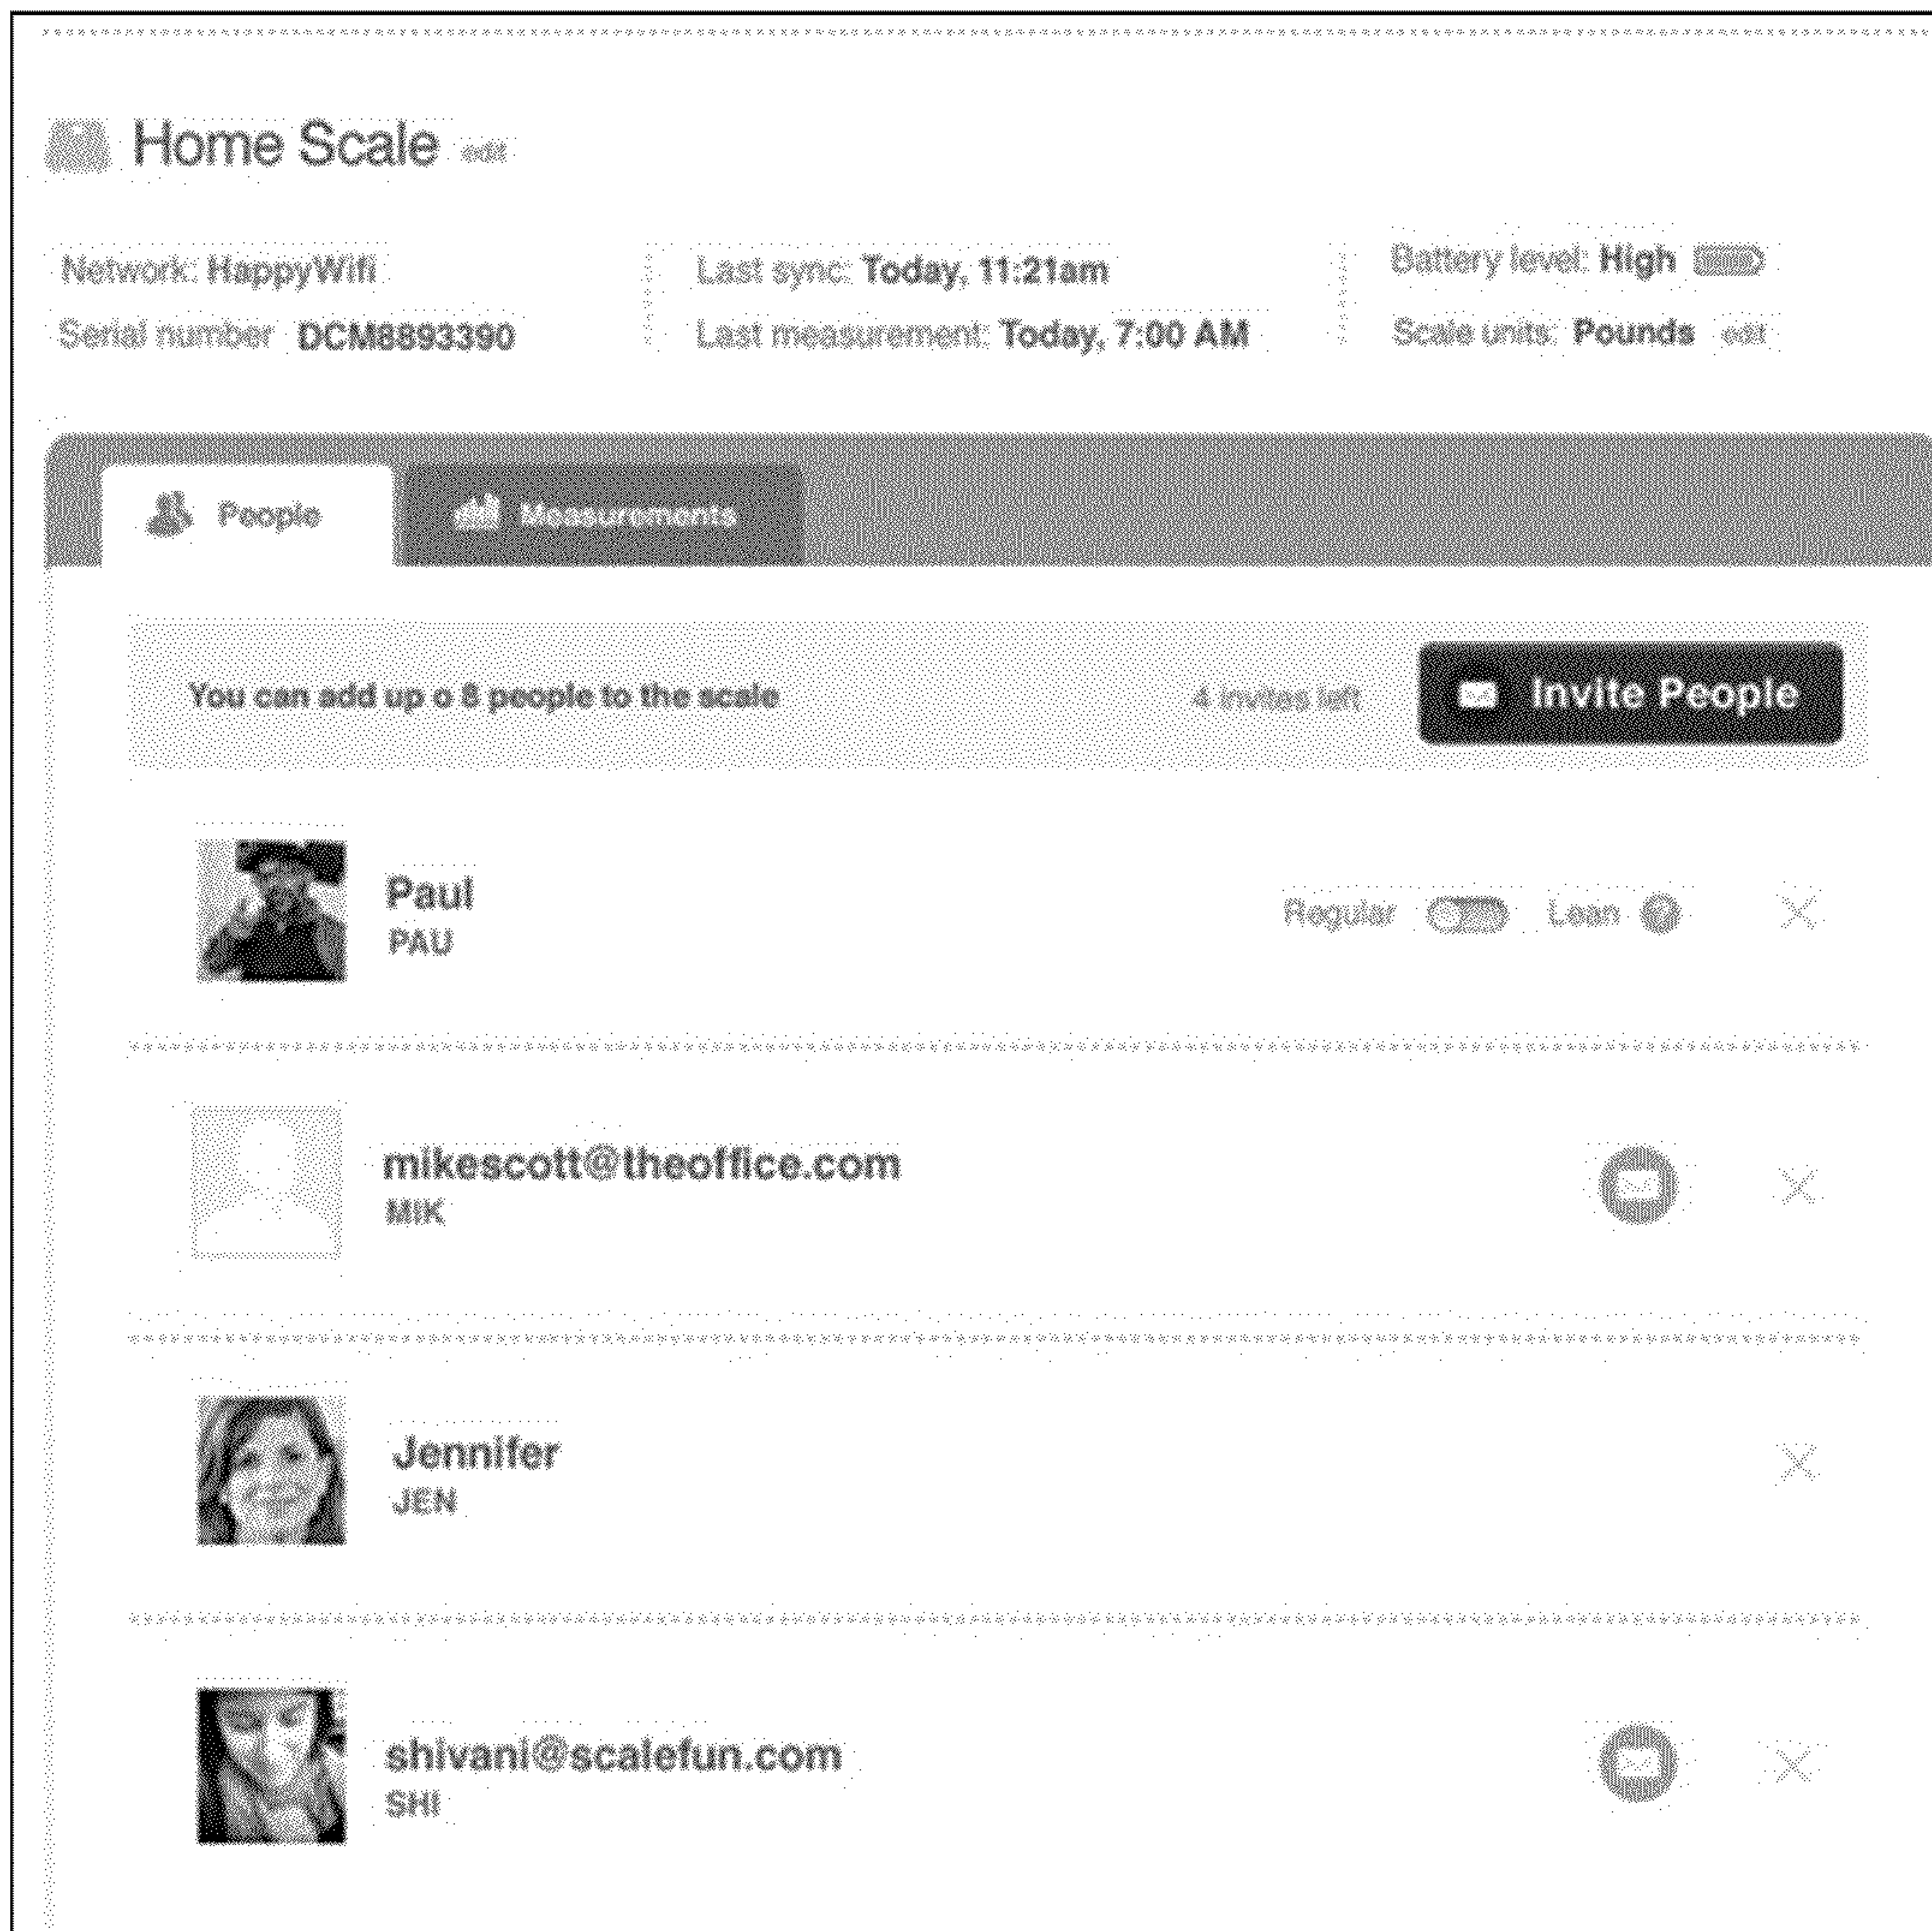 Home Scale edit
Network: HappyWifi
Serial number DCM8893390
Last sync: Today, 11:21am
Last measurement: Today, 7:00 AM
Battery level: High
Scale units: Pounds edit
People
Measurements
You can add up o 8 people to the scale
4 invites left
Invite People
Paul
PAU
Regular
Lean ?
mikescott@theoffice.com
MIK
Jennifer
JEN
shivani@scalefun.com
SHI